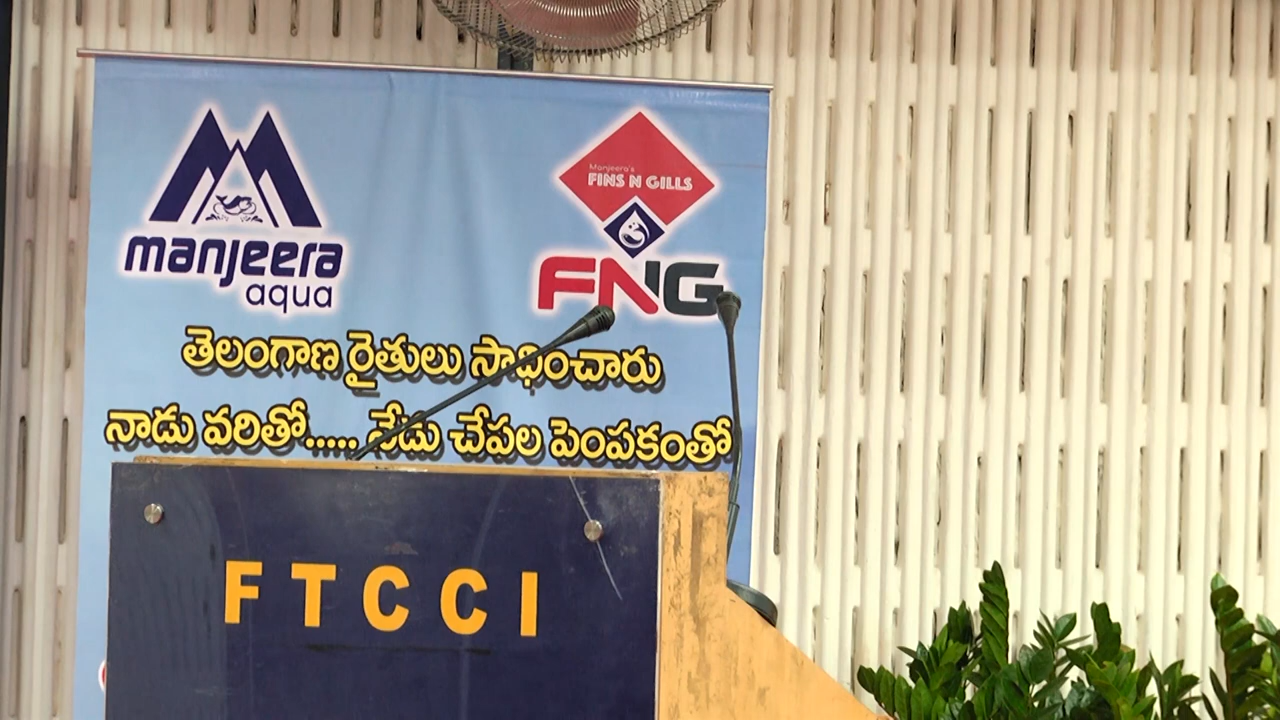 manjeera
aqua
Manjeera's
FINS N GILLS
FNG
తెలంగాణ రైతులు సాధించారు
నాడు వరితో..... నేడు చేపల పెంపకంతో
FTCCI